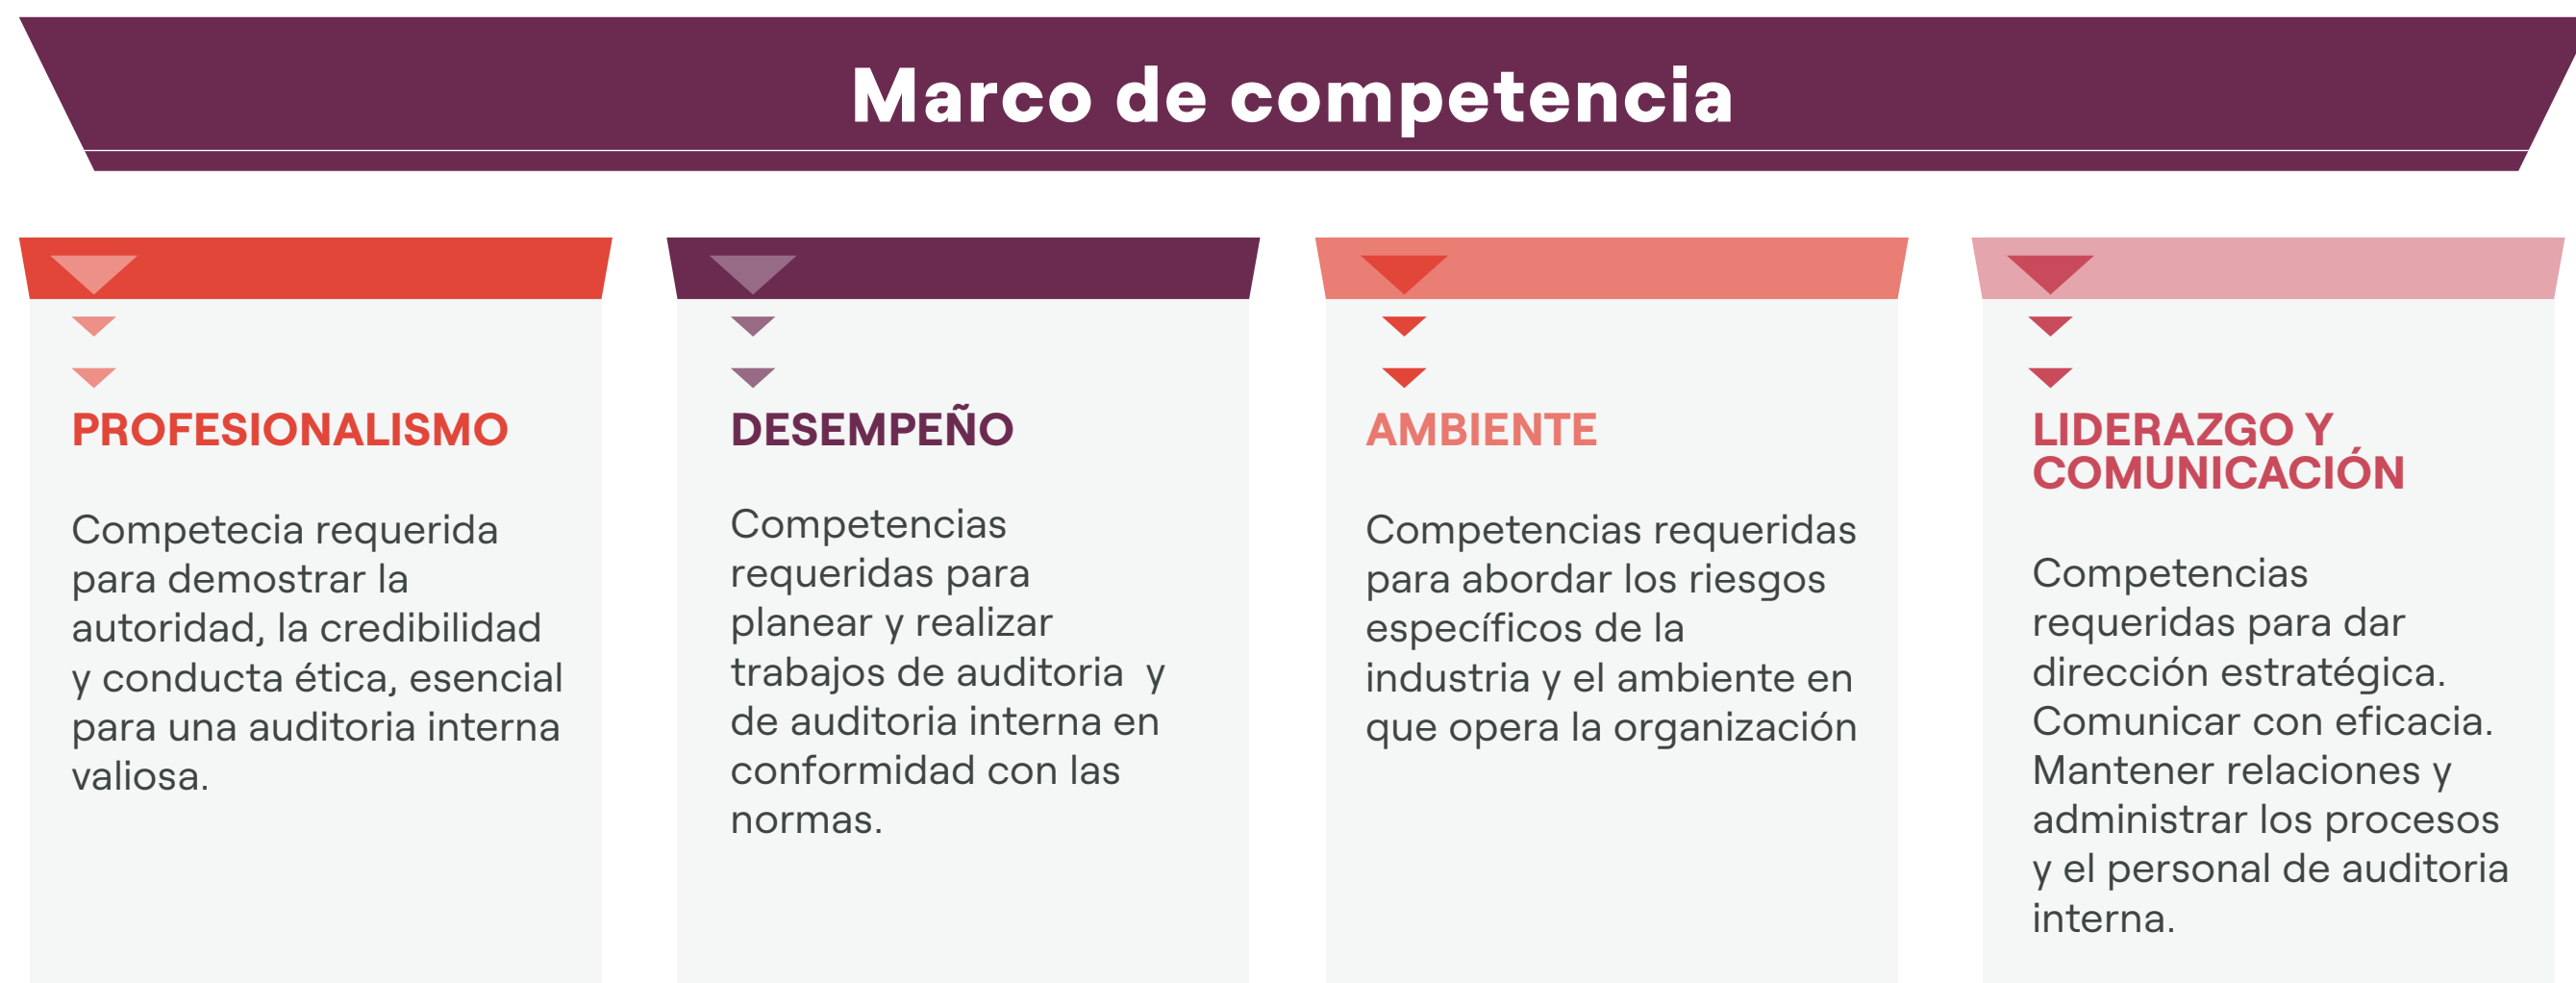 Marco de competencia
PROFESIONALISMO
Competecia requerida
para demostrar la
autoridad, la credibilidad
y conducta ética, esencial
para una auditoria interna
valiosa.
DESEMPEÑO
Competencias
requeridas para
planear y realizar
trabajos de auditoria  y
de auditoria interna en
conformidad con las
normas.
AMBIENTE
Competencias requeridas
para abordar los riesgos
específicos de la
industria y el ambiente en
que opera la organización
LIDERAZGO Y
COMUNICACIÓN
Competencias
requeridas para dar
dirección estratégica.
Comunicar con eficacia.
Mantener relaciones y
administrar los procesos
y el personal de auditoria
interna.